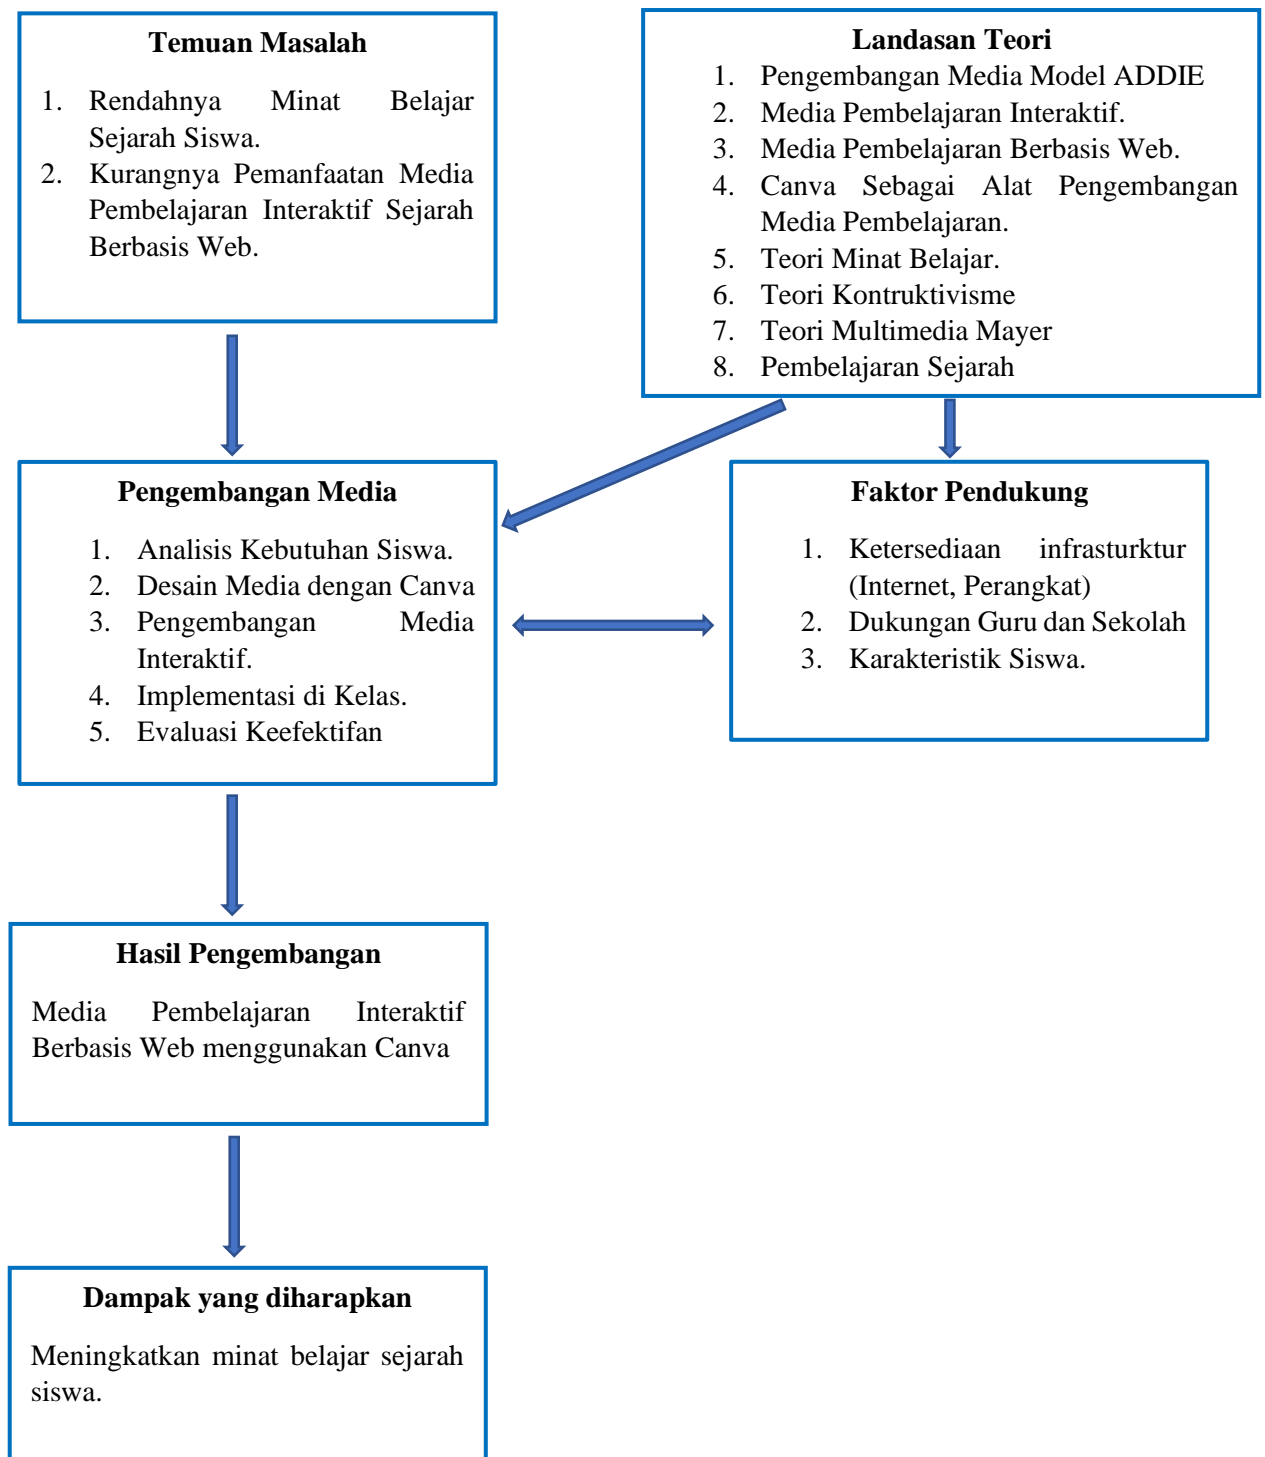 Temuan Masalah
1. Rendahnya Minat Belajar
Sejarah Siswa.
2. Kurangnya Pemanfaatan Media
Pembelajaran Interaktif Sejarah
Berbasis Web.
Landasan Teori
1. Pengembangan Media Model ADDIE
2. Media Pembelajaran Interaktif.
3. Media Pembelajaran Berbasis Web.
4. Canva Sebagai Alat Pengembangan
Media Pembelajaran.
5. Teori Minat Belajar.
6. Teori Kontruktivisme
7. Teori Multimedia Mayer
8. Pembelajaran Sejarah
Pengembangan Media
1. Analisis Kebutuhan Siswa.
2. Desain Media dengan Canva
3. Pengembangan Media
Interaktif.
4. Implementasi di Kelas.
5. Evaluasi Keefektifan
Faktor Pendukung
1. Ketersediaan infrasturktur
(Internet, Perangkat)
2. Dukungan Guru dan Sekolah
3. Karakteristik Siswa.
Hasil Pengembangan
Media Pembelajaran Interaktif
Berbasis Web menggunakan Canva
Dampak yang diharapkan
Meningkatkan minat belajar sejarah
siswa.